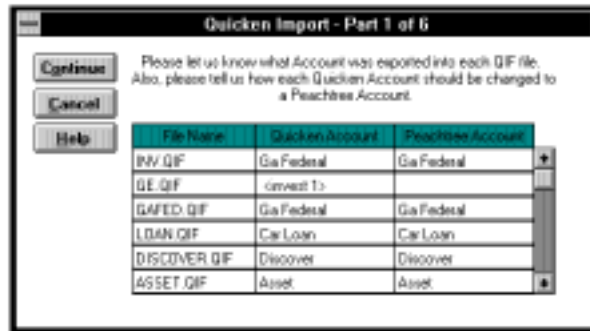 Quicken Import - Part 1 of 6
Continue
Cancel
Help
Please let us know what Account was exported into each QIF file.
Also, please tell us how each Quicken Account should be changed to
a Peachtree Account.
File Name Quicken Account Peachtree Account
INV.QIF Ga Federal Ga Federal
GE.QIF <invest 1>
GAFED.QIF Ga Federal Ga Federal
LOAN.QIF Car Loan Car Loan
DISCOVER.QIF Discover Discover
ASSET.QIF Asset Asset